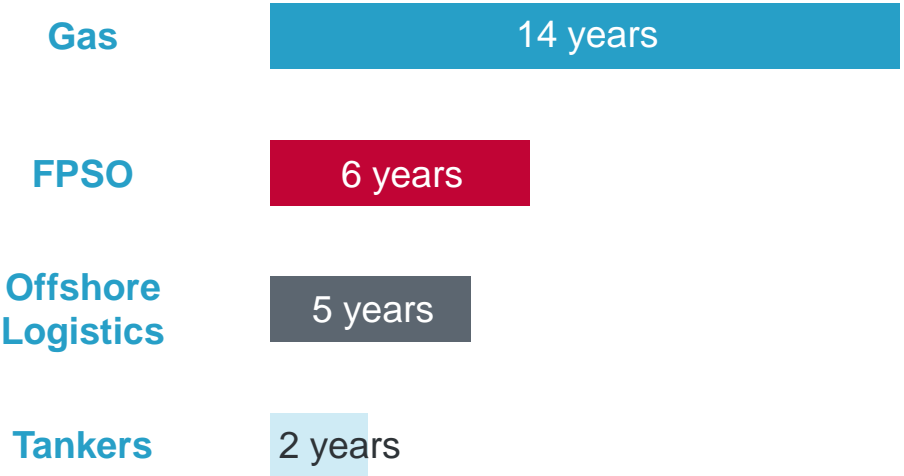 Gas
14 years
FPSO
6 years
Offshore
Logistics
5 years
Tankers
2 years